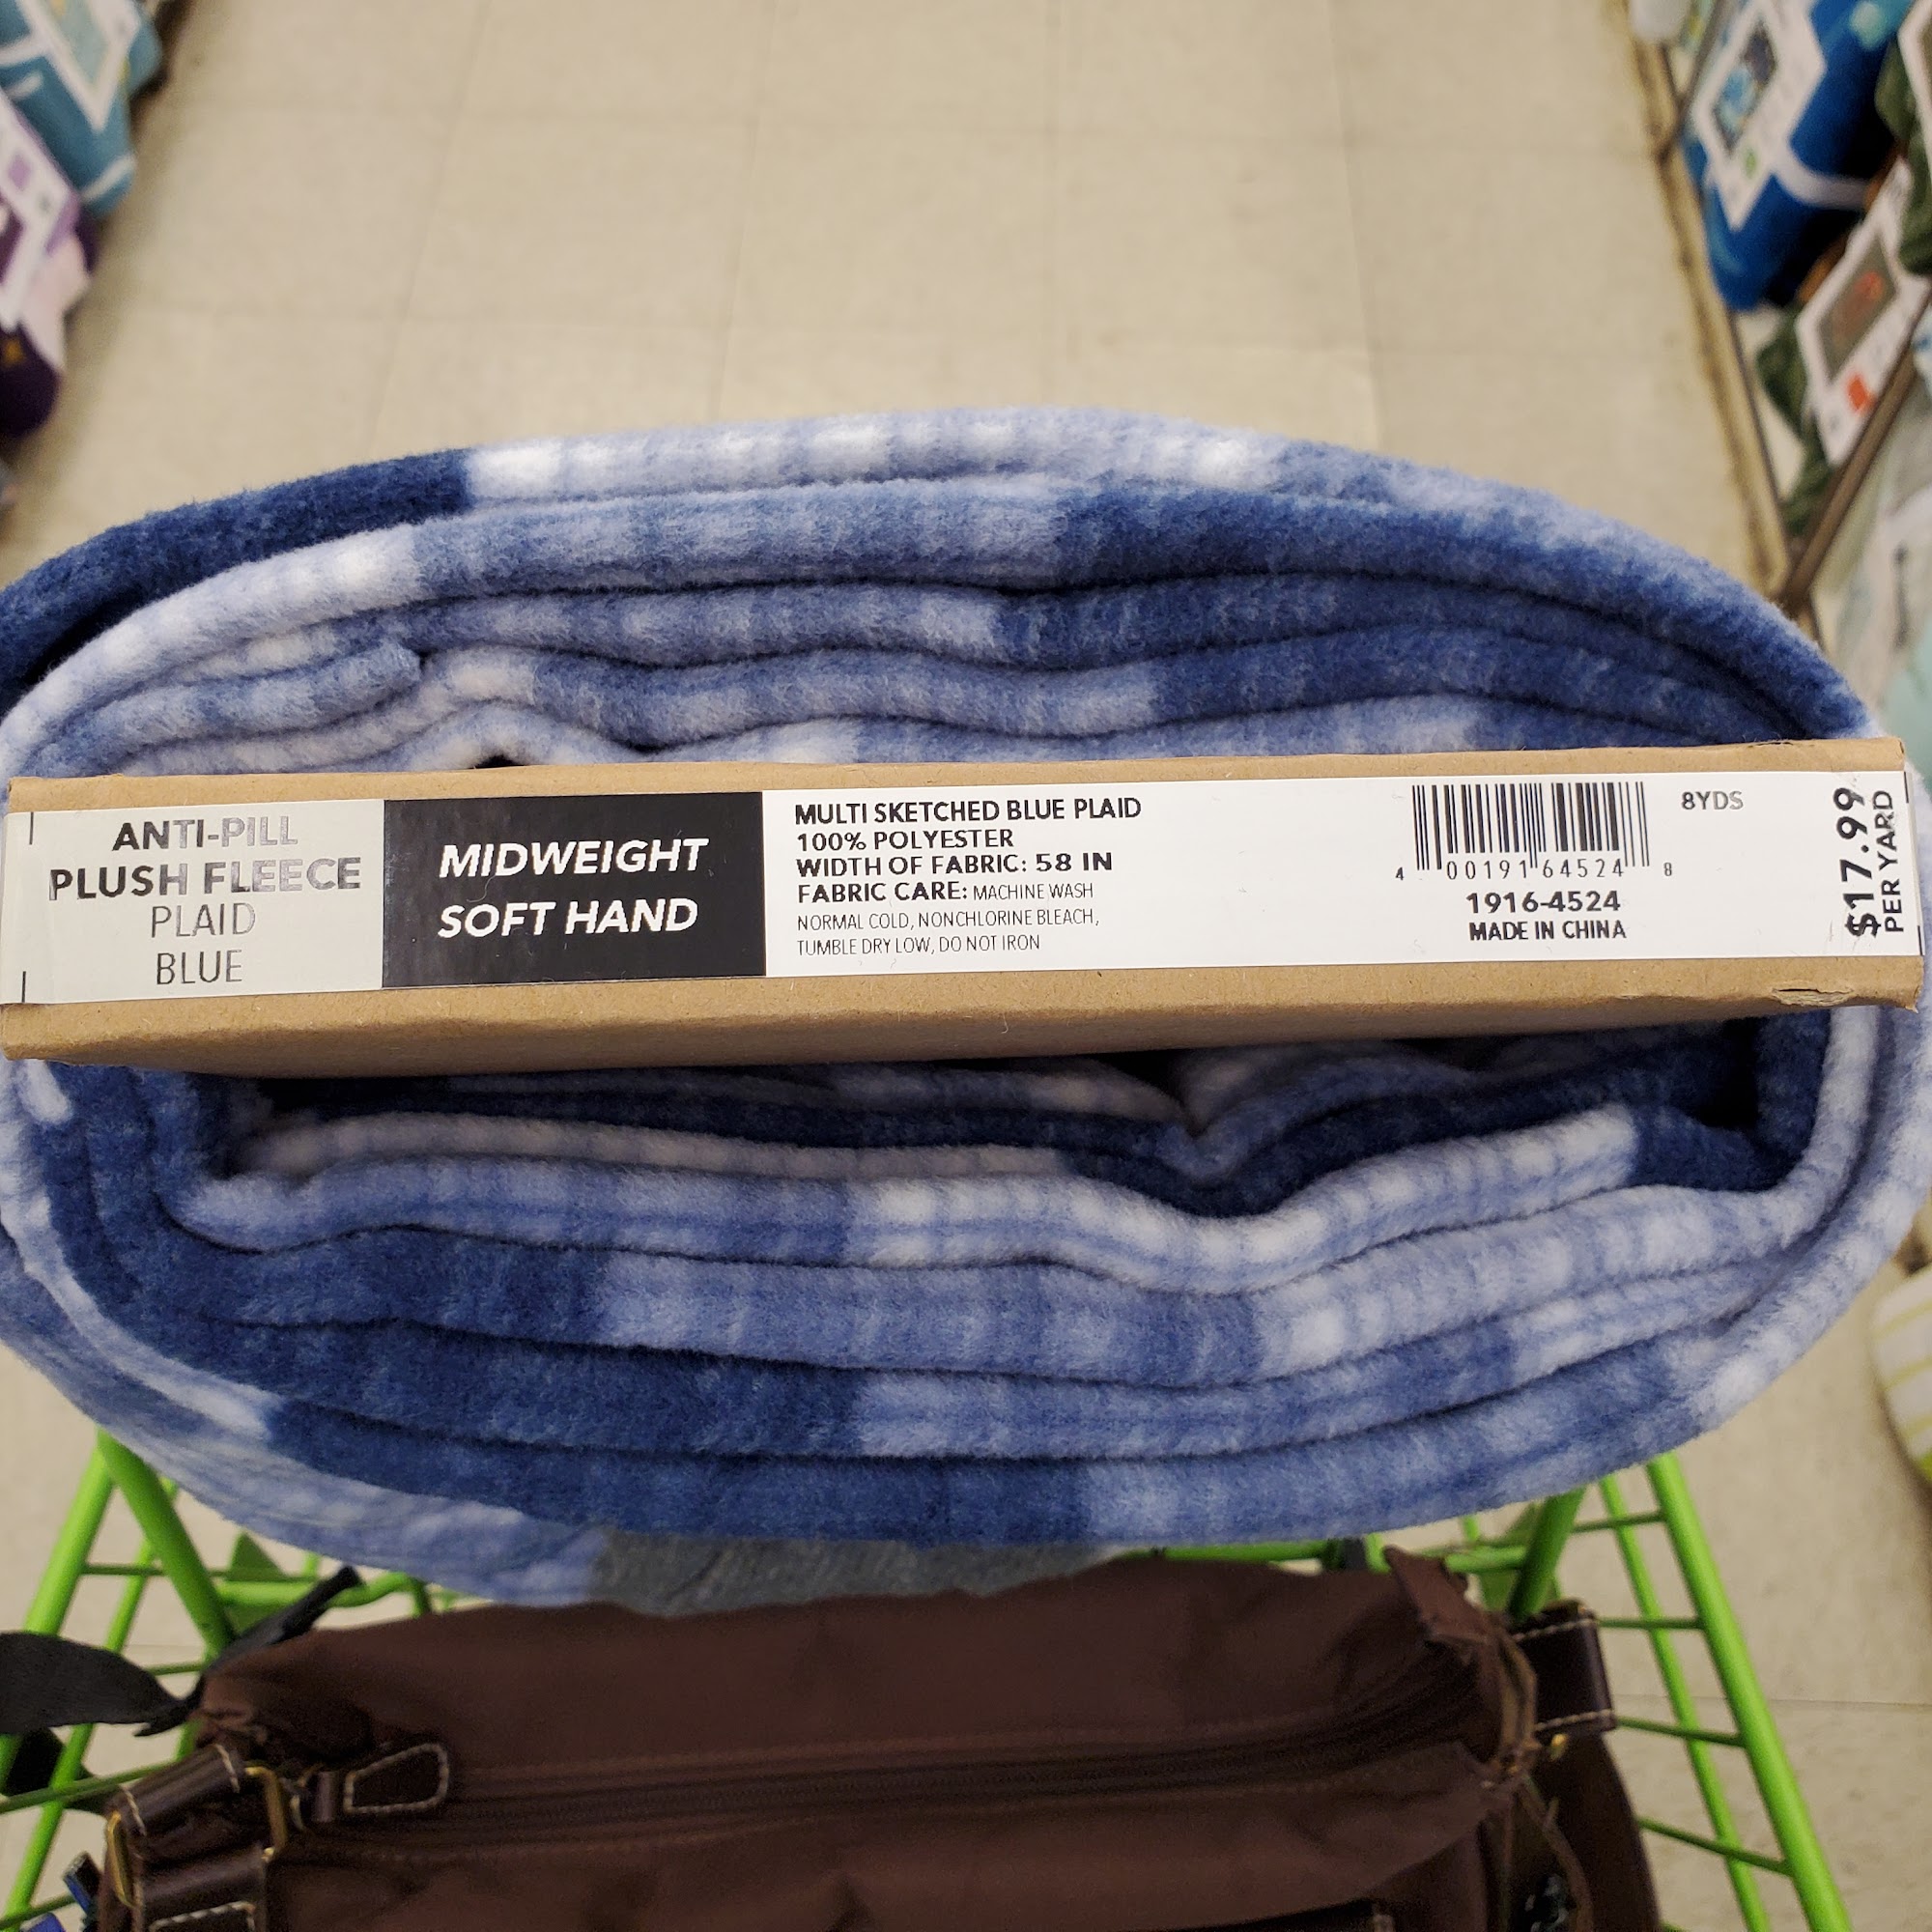 ANTI-PILL
PLUSH FLEECE
PLAID
BLUE
MIDWEIGHT
SOFT HAND
MULTI SKETCHED BLUE PLAID
100% POLYESTER
WIDTH OF FABRIC: 58 IN
FABRIC CARE: MACHINE WASH
NORMAL COLD, NONCHLORINE BLEACH,
TUMBLE DRY LOW, DO NOT IRON
4 00191 64524 8
1916-4524
MADE IN CHINA
8YDS
$17.99
PER YARD